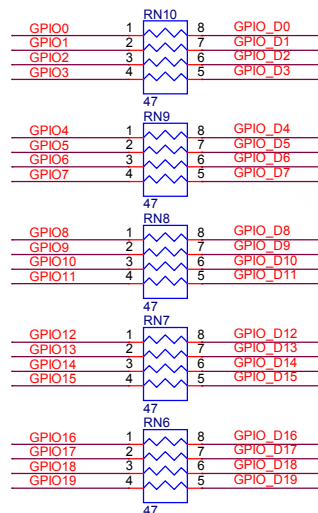 RN10
GPIO0 1 8 GPIO_D0
GPIO1 2 7 GPIO_D1
GPIO2 3 6 GPIO_D2
GPIO3 4 5 GPIO_D3
47
RN9
GPIO4 1 8 GPIO_D4
GPIO5 2 7 GPIO_D5
GPIO6 3 6 GPIO_D6
GPIO7 4 5 GPIO_D7
47
RN8
GPIO8 1 8 GPIO_D8
GPIO9 2 7 GPIO_D9
GPIO10 3 6 GPIO_D10
GPIO11 4 5 GPIO_D11
47
RN7
GPIO12 1 8 GPIO_D12
GPIO13 2 7 GPIO_D13
GPIO14 3 6 GPIO_D14
GPIO15 4 5 GPIO_D15
47
RN6
GPIO16 1 8 GPIO_D16
GPIO17 2 7 GPIO_D17
GPIO18 3 6 GPIO_D18
GPIO19 4 5 GPIO_D19
47